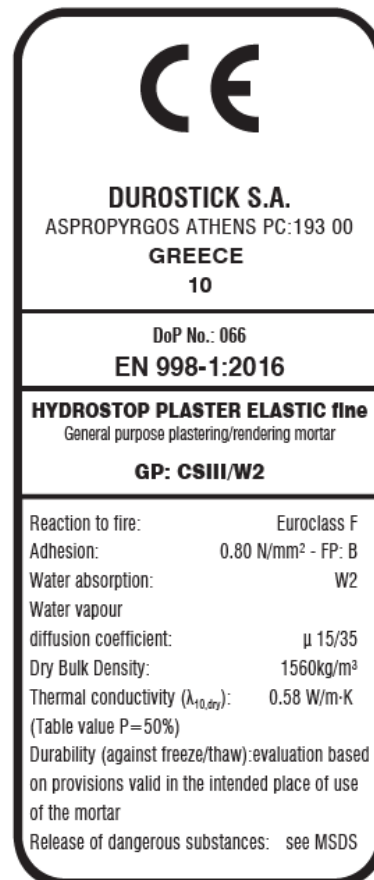 CE
DUROSTICK S.A.
ASPROPYRGOS ATHENS PC:193 00
GREECE
10
DoP No.: 066
EN 998-1:2016
HYDROSTOP PLASTER ELASTIC fine
General purpose plastering/rendering mortar
GP: CSIII/W2
Reaction to fire: Euroclass F
Adhesion: 0.80 N/mm² - FP: B
Water absorption: W2
Water vapour
diffusion coefficient: μ 15/35
Dry Bulk Density: 1560kg/m³
Thermal conductivity (λ10,dry): 0.58 W/m·K
(Table value P=50%)
Durability (against freeze/thaw):evaluation based
on provisions valid in the intended place of use
of the mortar
Release of dangerous substances: see MSDS